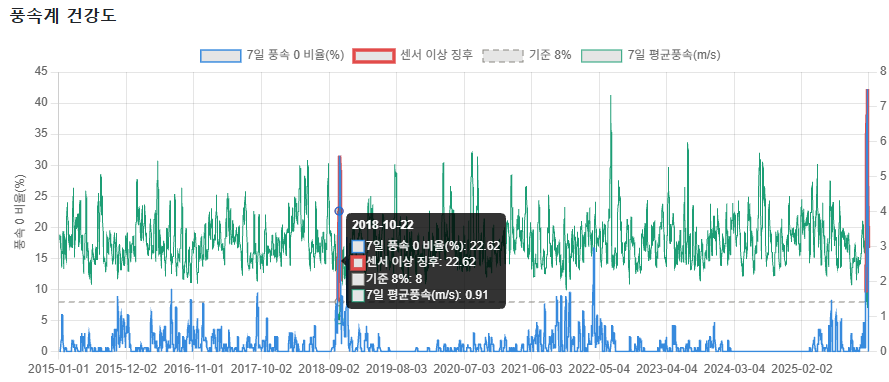 풍속계 건강도
7일 풍속 0 비율(%) 센서 이상 징후 기준 8% 7일 평균풍속(m/s)
45 8
40 7
35 6
30 5
25
20 4
15 3
10 2
5 1
0 0
풍속 0 비율(%)
2018-10-22
7일 풍속 0 비율(%): 22.62
센서 이상 징후: 22.62
기준 8%: 8
7일 평균풍속(m/s): 0.91
2015-01-01 2015-12-02 2016-11-01 2017-10-02 2018-09-02 2019-08-03 2020-07-03 2021-06-03 2022-05-04 2023-04-04 2024-03-04 2025-02-02